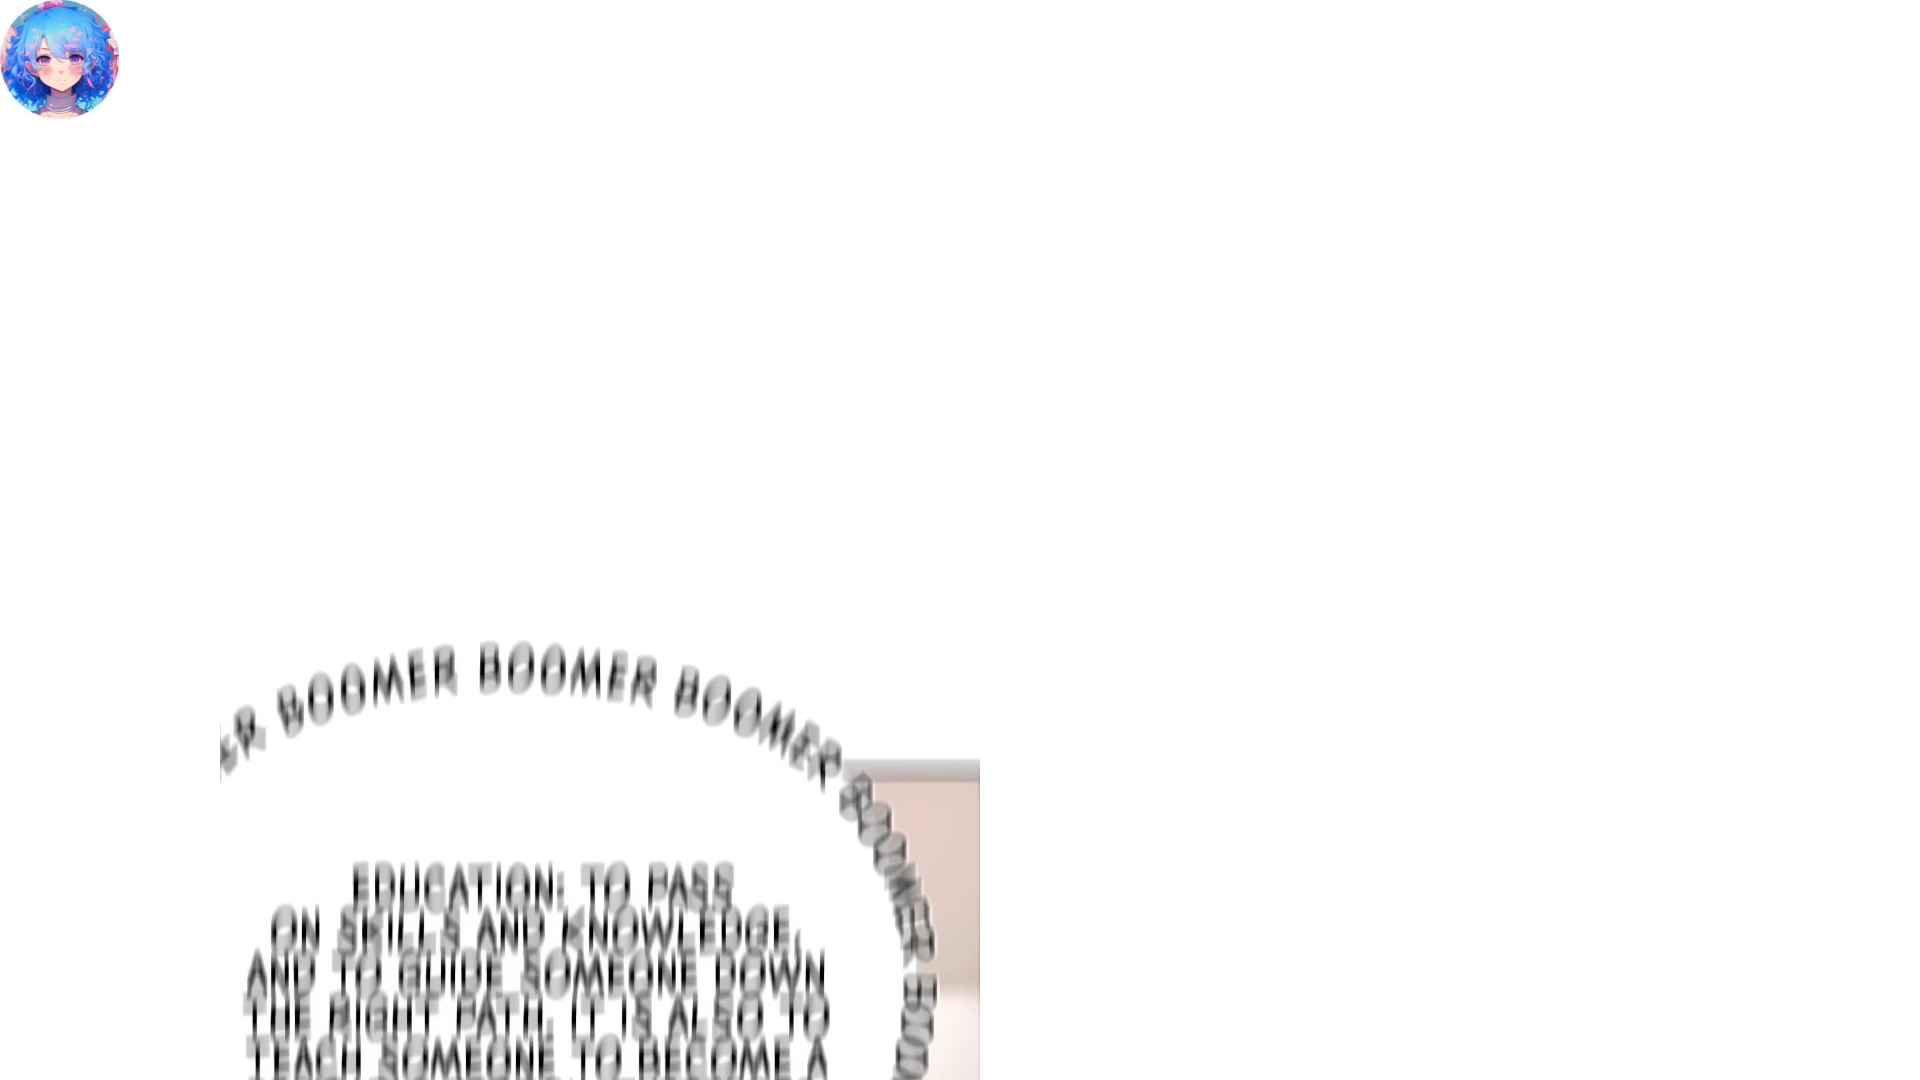 BOOMER BOOMER BOOMER BOOMER
EDUCATION: TO PASS
ON SKILLS AND KNOWLEDGE,
AND TO GUIDE SOMEONE DOWN
THE RIGHT PATH. IT IS ALSO TO
TEACH SOMEONE TO BECOME A